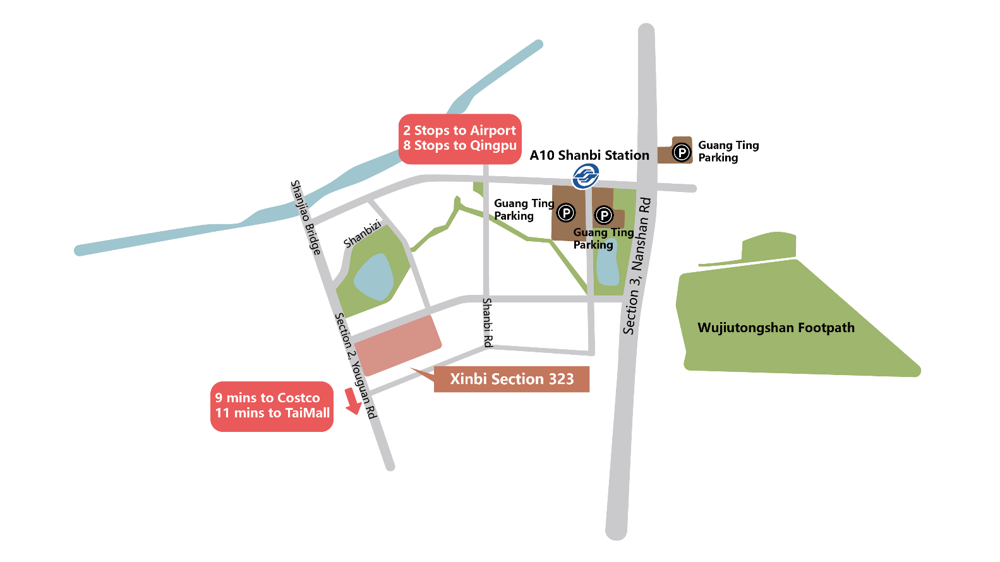 2 Stops to Airport
8 Stops to Qingpu
A10 Shanbi Station
P
Guang Ting
Parking
Shanjiao Bridge
Guang Ting
Parking
P
P
Guang Ting
Parking
Shanbizi
Section 3, Nanshan Rd
Shanbi Rd
Wujiutongshan Footpath
Section 2, Youguan Rd
Xinbi Section 323
9 mins to Costco
11 mins to TaiMall